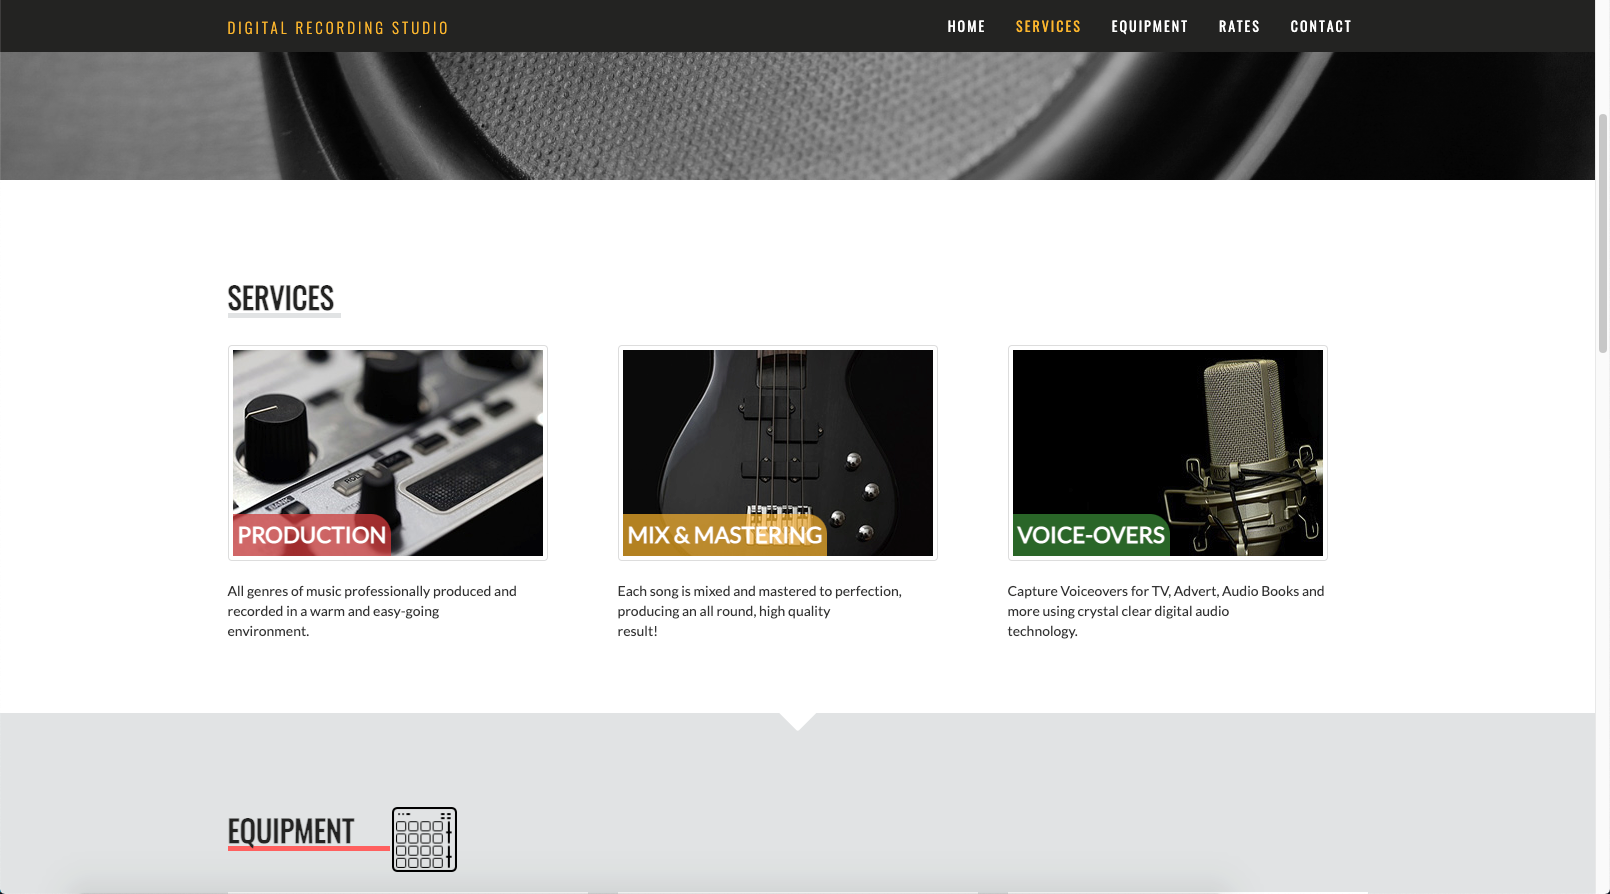 DIGITAL RECORDING STUDIO
HOME SERVICES EQUIPMENT RATES CONTACT
SERVICES
PRODUCTION
All genres of music professionally produced and
recorded in a warm and easy-going
environment.
MIX & MASTERING
Each song is mixed and mastered to perfection,
producing an all round, high quality
result!
VOICE-OVERS
Capture Voiceovers for TV, Advert, Audio Books and
more using crystal clear digital audio
technology.
EQUIPMENT